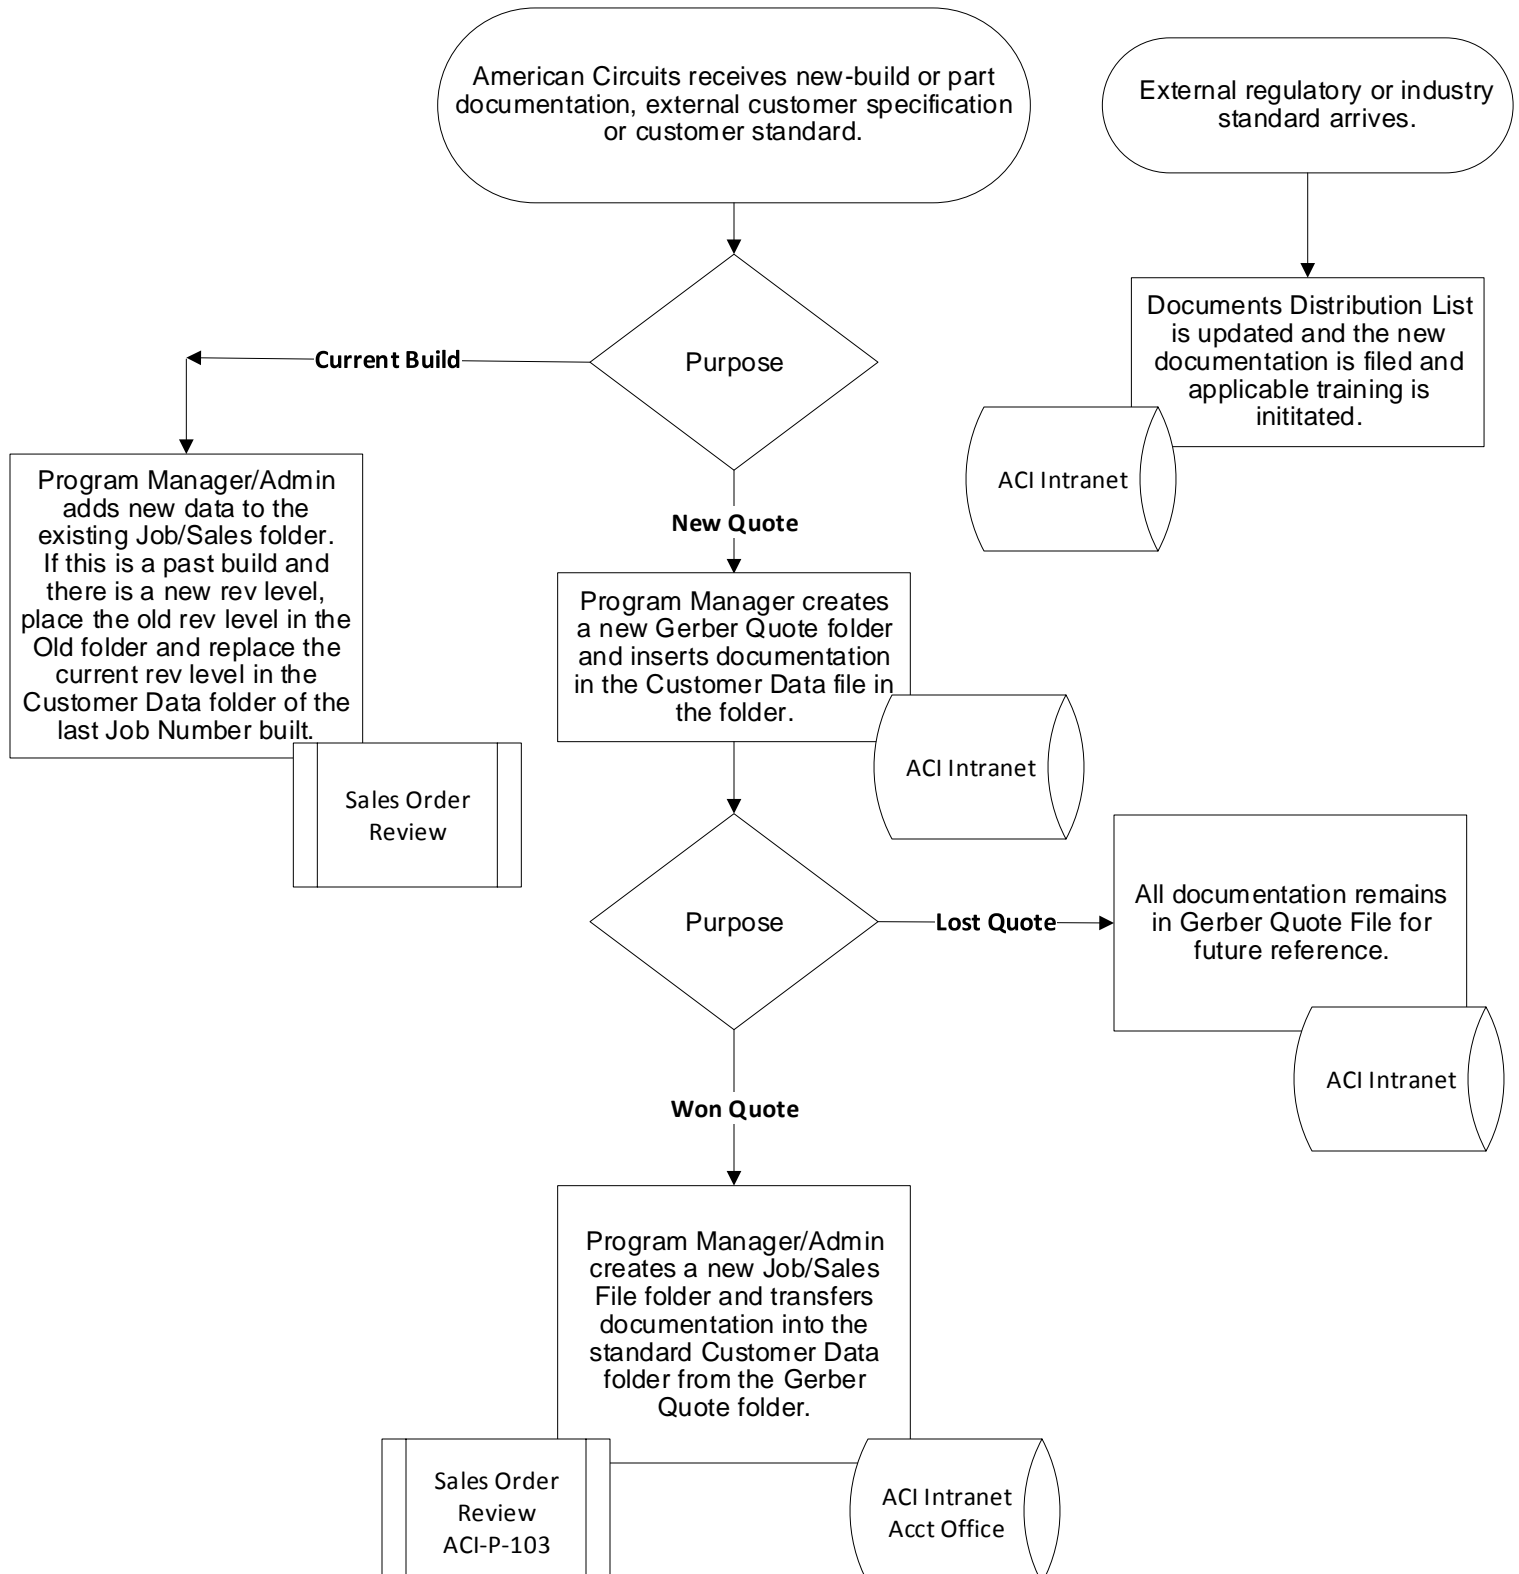 American Circuits receives new-build or part
documentation, external customer specification
or customer standard.
External regulatory or industry
standard arrives.
Purpose
Current Build
Documents Distribution List
is updated and the new
documentation is filed and
applicable training is
inititated.
ACI Intranet
Program Manager/Admin
adds new data to the
existing Job/Sales folder.
If this is a past build and
there is a new rev level,
place the old rev level in the
Old folder and replace the
current rev level in the
Customer Data folder of the
last Job Number built.
Sales Order
Review
New Quote
Program Manager creates
a new Gerber Quote folder
and inserts documentation
in the Customer Data file in
the folder.
ACI Intranet
Purpose
Lost Quote
All documentation remains
in Gerber Quote File for
future reference.
ACI Intranet
Won Quote
Program Manager/Admin
creates a new Job/Sales
File folder and transfers
documentation into the
standard Customer Data
folder from the Gerber
Quote folder.
Sales Order
Review
ACI-P-103
ACI Intranet
Acct Office